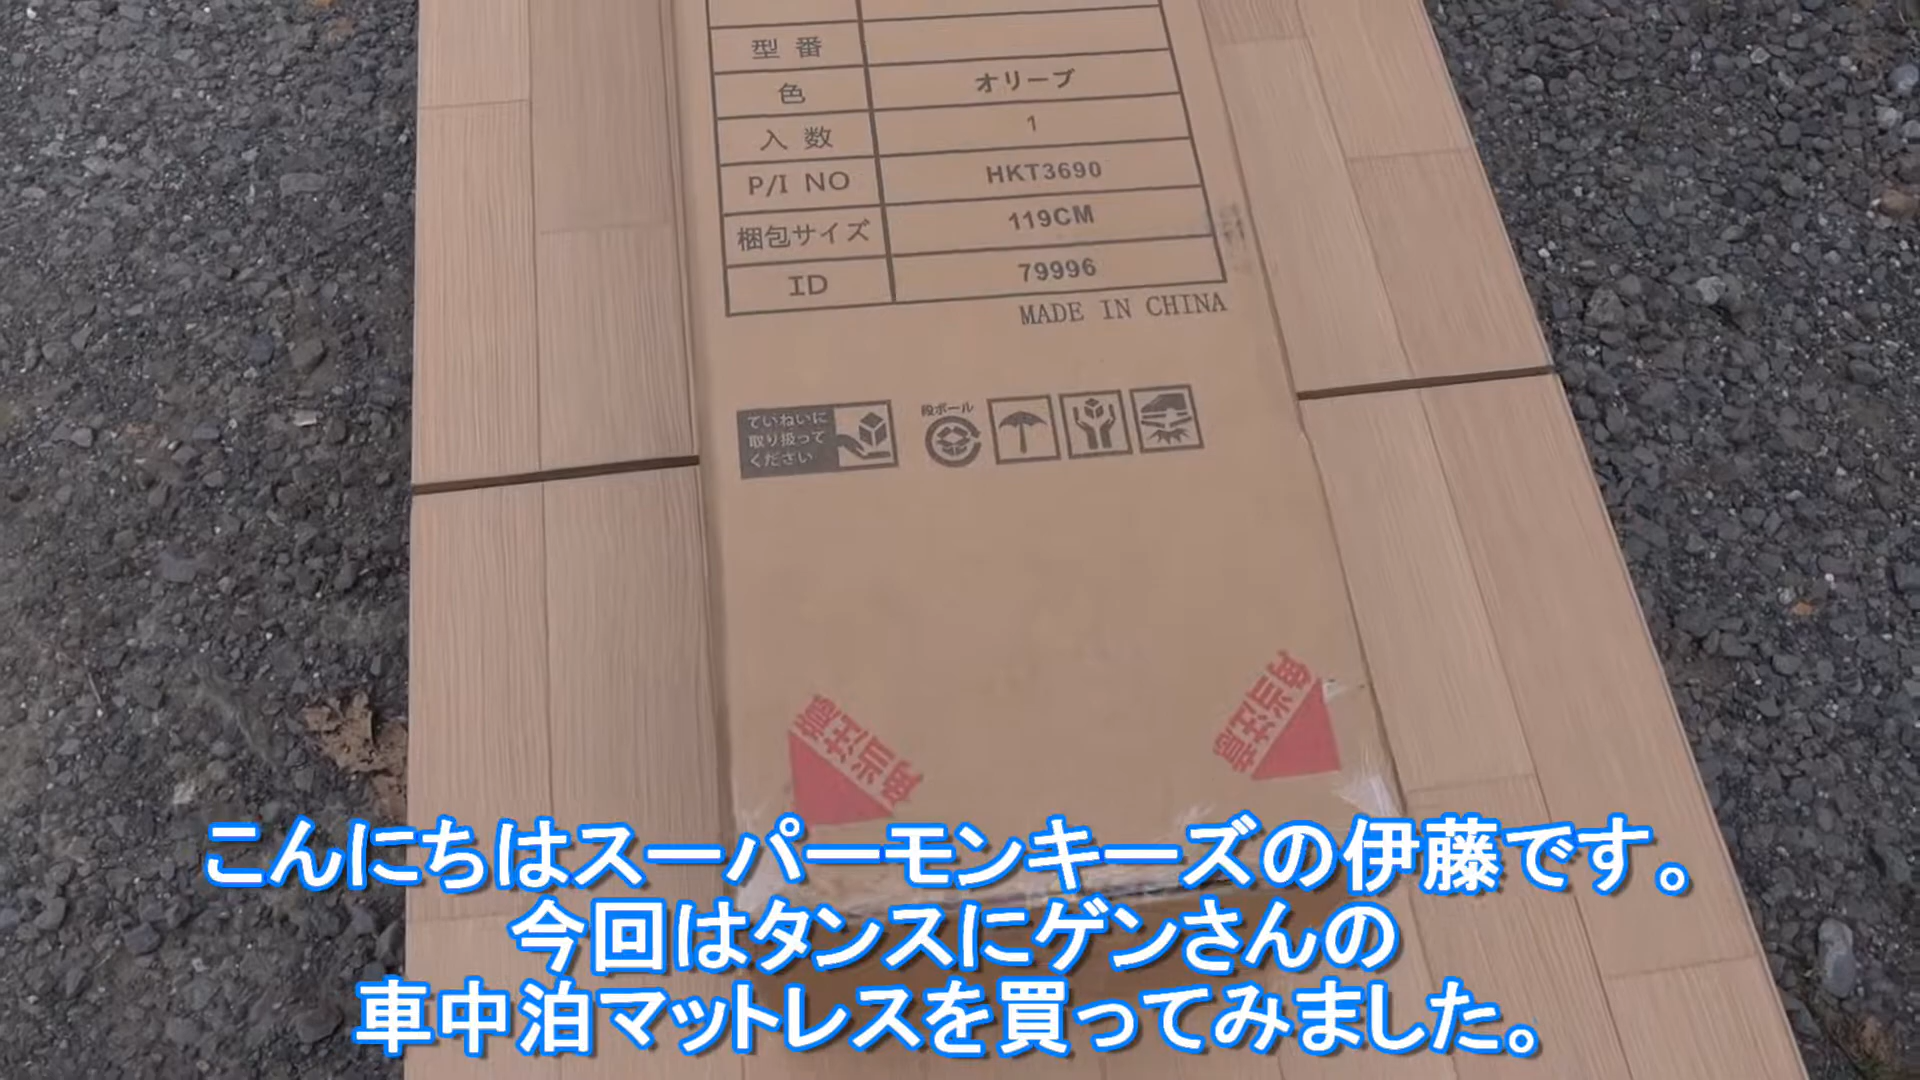 型番
色 オリーブ
入数 1
P/I NO HKT3690
梱包サイズ 119CM
ID 79996
MADE IN CHINA
ていねいに
取り扱って
ください
段ボール
こんにちはスーパーモンキーズの伊藤です。
今回はタンスにゲンさんの
車中泊マットレスを買ってみました。